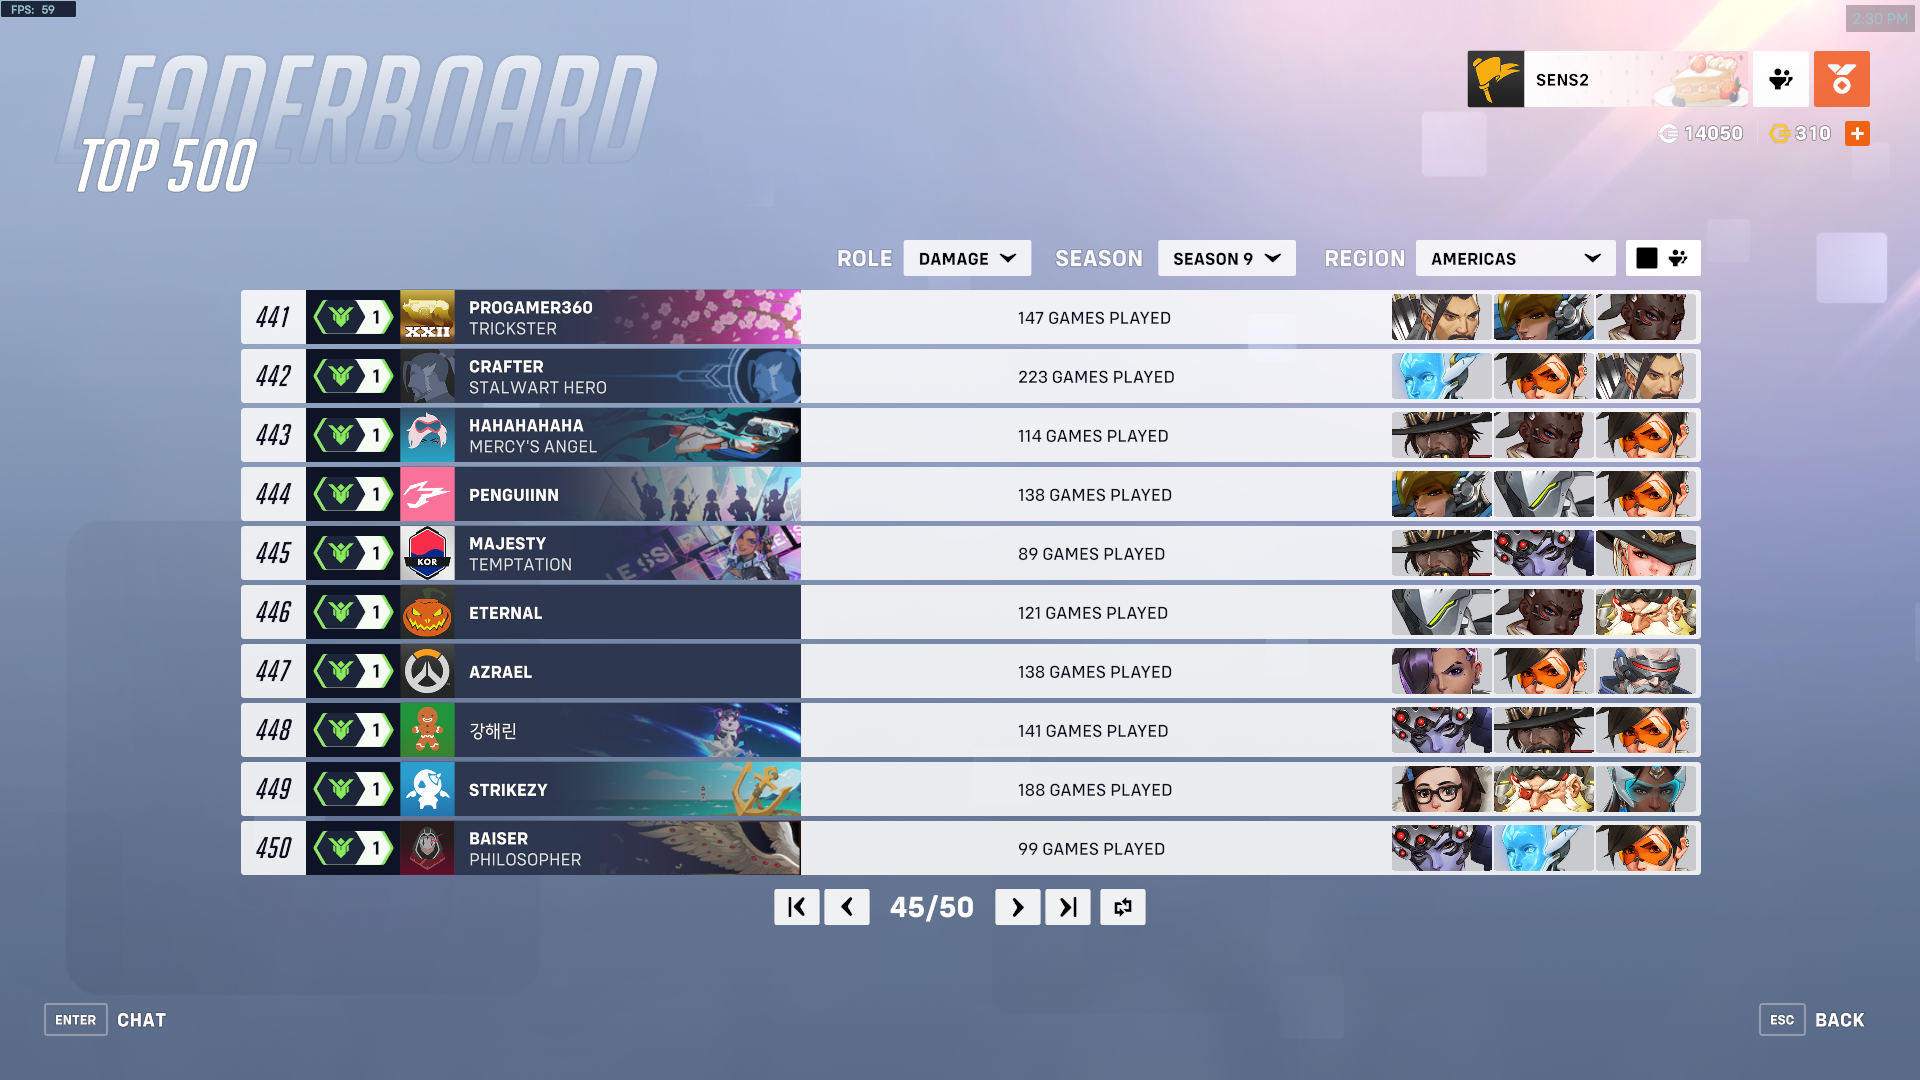 FPS: 59
2:30 PM
LEADERBOARD
TOP 500
SENS2
14050 310
ROLE DAMAGE SEASON SEASON 9 REGION AMERICAS
441 1 XXII PROGAMER360 147 GAMES PLAYED
TRICKSTER
442 1 CRAFTER 223 GAMES PLAYED
STALWART HERO
443 1 HAHAHAHAHA 114 GAMES PLAYED
MERCY'S ANGEL
444 1 PENGUIINN 138 GAMES PLAYED
445 1 KOR MAJESTY 89 GAMES PLAYED
TEMPTATION
446 1 ETERNAL 121 GAMES PLAYED
447 1 AZRAEL 138 GAMES PLAYED
448 1 강해린 141 GAMES PLAYED
449 1 STRIKEZY 188 GAMES PLAYED
450 1 BAISER 99 GAMES PLAYED
PHILOSOPHER
45/50
ENTER CHAT
ESC BACK